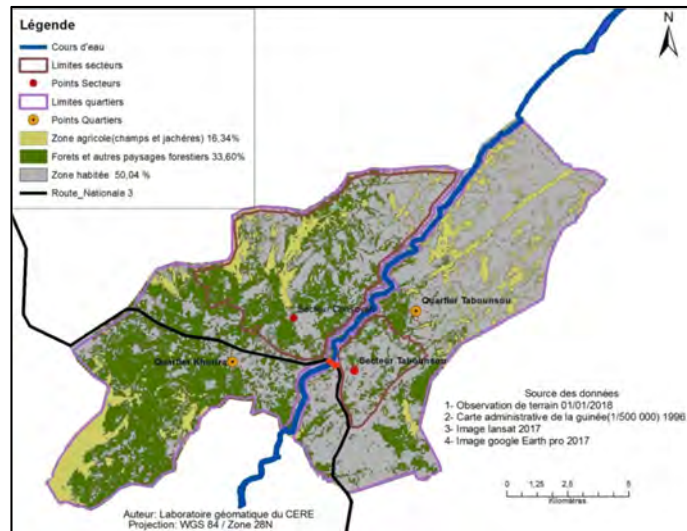 Légende
Cours d'eau
Limites secteurs
Points Secteurs
Limites quartiers
Points Quartiers
Zone agricole(champs et jachéres) 16,34%
Forets et autres paysages forestiers 33,60%
Zone habitée 50,04 %
Route_Nationale 3
N
Quartier Tabounsou
Secteur
Quartier
Secteur Tabounsou
Source des données
1- Observation de terrain 01/01/2018
2- Carte administrative de la guinée(1/500 000) 1996
3- Image lansat 2017
4- Image google Earth pro 2017
0 1,25 2,5 5
Kilomètres
Auteur: Laboratoire géomatique du CERE
Projection: WGS 84 / Zone 28N